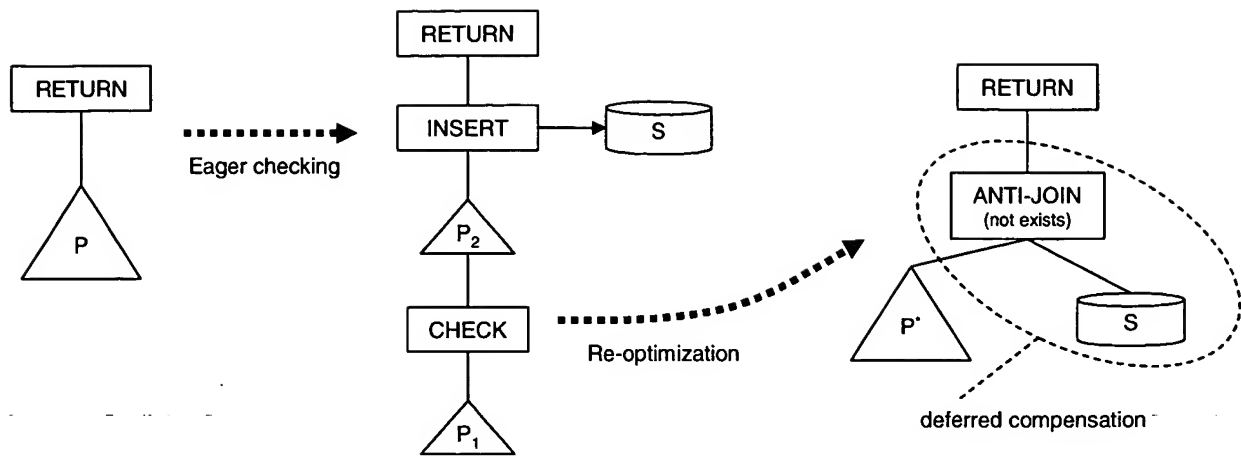 RETURN
P
Eager checking
RETURN
INSERT
S
P₂
CHECK
P₁
Re-optimization
RETURN
ANTI-JOIN
(not exists)
P*
S
deferred compensation